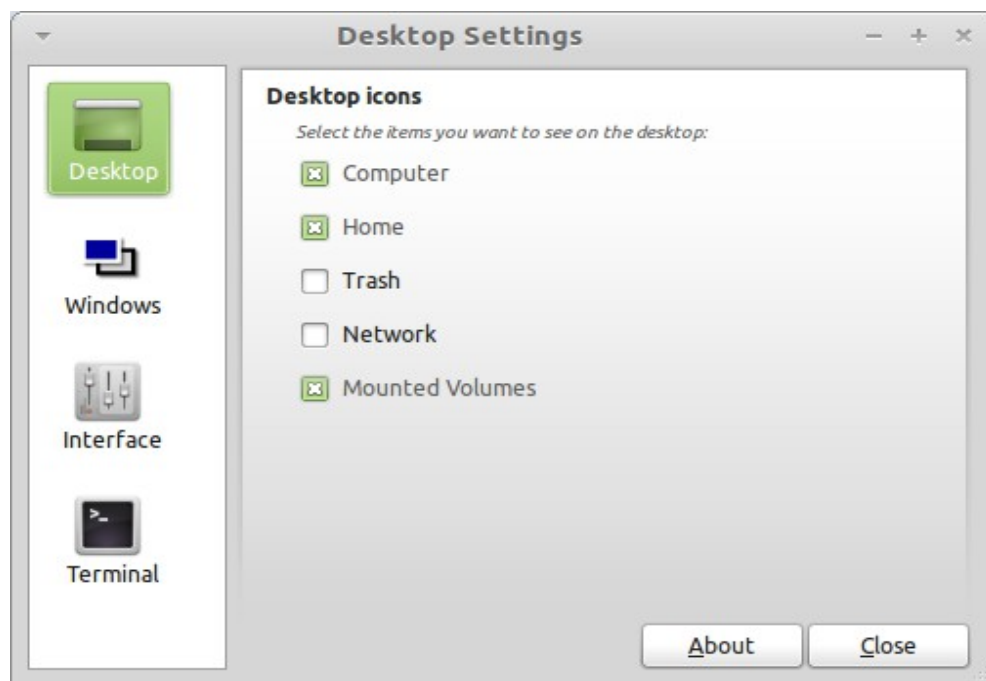 Desktop Settings
Desktop
Windows
Interface
>_
Terminal
Desktop icons
Select the items you want to see on the desktop:
Computer
Home
Trash
Network
Mounted Volumes
About
Close